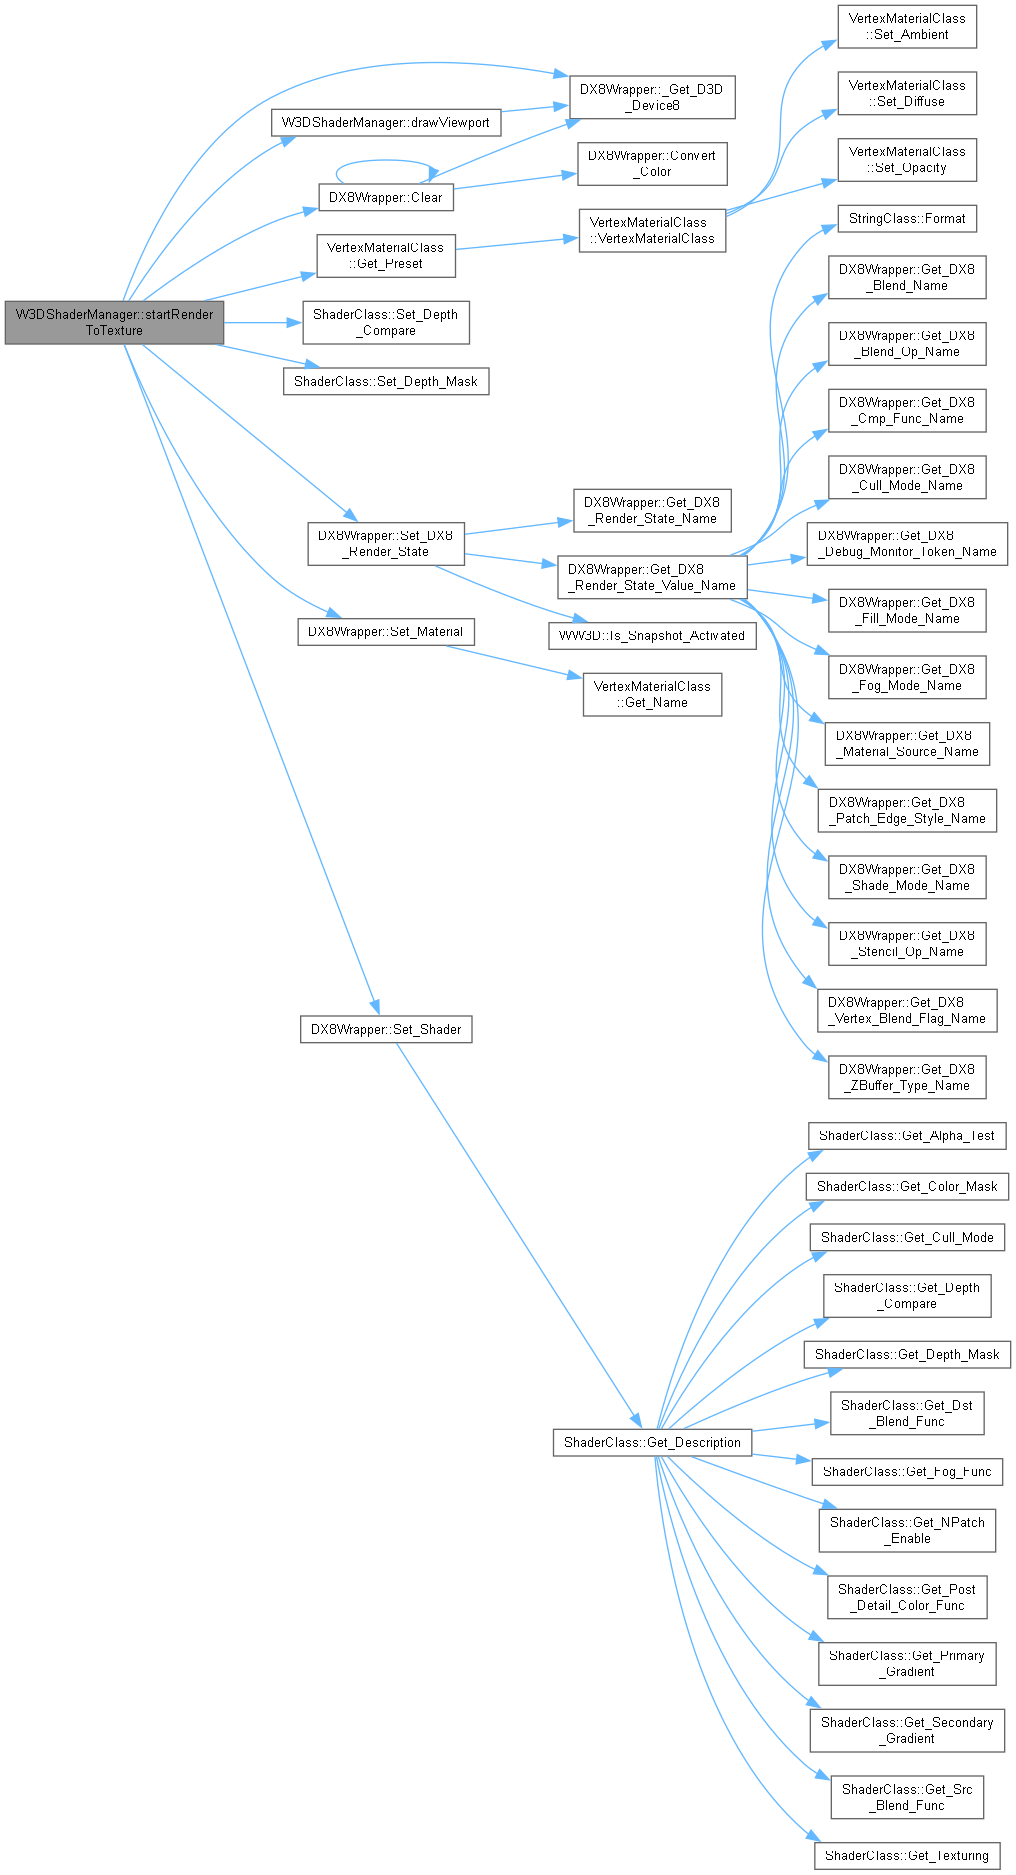 W3DShaderManager::startRender
ToTexture
DX8Wrapper::_Get_D3D
_Device8
W3DShaderManager::drawViewport
DX8Wrapper::Clear
DX8Wrapper::Convert
_Color
VertexMaterialClass
::Get_Preset
VertexMaterialClass
::VertexMaterialClass
VertexMaterialClass
::Set_Ambient
VertexMaterialClass
::Set_Diffuse
VertexMaterialClass
::Set_Opacity
ShaderClass::Set_Depth
_Compare
ShaderClass::Set_Depth_Mask
DX8Wrapper::Set_DX8
_Render_State
DX8Wrapper::Get_DX8
_Render_State_Name
DX8Wrapper::Get_DX8
_Render_State_Value_Name
WW3D::Is_Snapshot_Activated
StringClass::Format
DX8Wrapper::Get_DX8
_Blend_Name
DX8Wrapper::Get_DX8
_Blend_Op_Name
DX8Wrapper::Get_DX8
_Cmp_Func_Name
DX8Wrapper::Get_DX8
_Cull_Mode_Name
DX8Wrapper::Get_DX8
_Debug_Monitor_Token_Name
DX8Wrapper::Get_DX8
_Fill_Mode_Name
DX8Wrapper::Get_DX8
_Fog_Mode_Name
DX8Wrapper::Get_DX8
_Material_Source_Name
DX8Wrapper::Get_DX8
_Patch_Edge_Style_Name
DX8Wrapper::Get_DX8
_Shade_Mode_Name
DX8Wrapper::Get_DX8
_Stencil_Op_Name
DX8Wrapper::Get_DX8
_Vertex_Blend_Flag_Name
DX8Wrapper::Get_DX8
_ZBuffer_Type_Name
DX8Wrapper::Set_Material
VertexMaterialClass
::Get_Name
DX8Wrapper::Set_Shader
ShaderClass::Get_Description
ShaderClass::Get_Alpha_Test
ShaderClass::Get_Color_Mask
ShaderClass::Get_Cull_Mode
ShaderClass::Get_Depth
_Compare
ShaderClass::Get_Depth_Mask
ShaderClass::Get_Dst
_Blend_Func
ShaderClass::Get_Fog_Func
ShaderClass::Get_NPatch
_Enable
ShaderClass::Get_Post
_Detail_Color_Func
ShaderClass::Get_Primary
_Gradient
ShaderClass::Get_Secondary
_Gradient
ShaderClass::Get_Src
_Blend_Func
ShaderClass::Get_Texturing